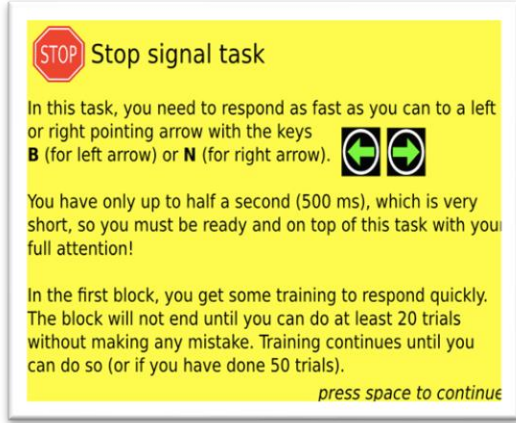 STOP Stop signal task
In this task, you need to respond as fast as you can to a left
or right pointing arrow with the keys
B (for left arrow) or N (for right arrow).
You have only up to half a second (500 ms), which is very
short, so you must be ready and on top of this task with you
full attention!
In the first block, you get some training to respond quickly.
The block will not end until you can do at least 20 trials
without making any mistake. Training continues until you
can do so (or if you have done 50 trials).
press space to continue